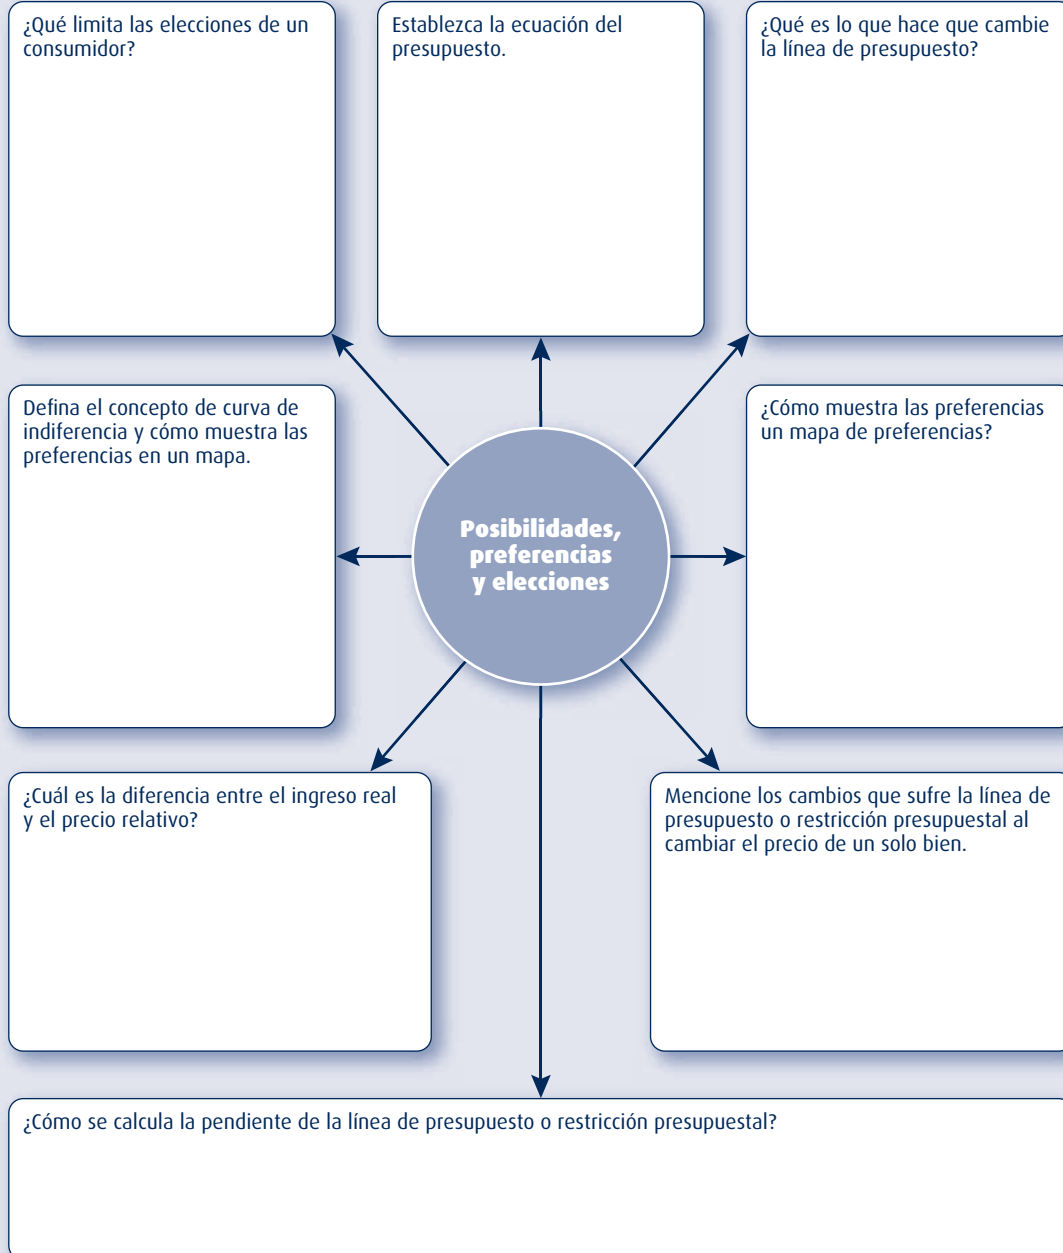 ¿Qué limita las elecciones de un
consumidor?
Establezca la ecuación del
presupuesto.
¿Qué es lo que hace que cambie
la línea de presupuesto?
Defina el concepto de curva de
indiferencia y cómo muestra las
preferencias en un mapa.
Posibilidades,
preferencias
y elecciones
¿Cómo muestra las preferencias
un mapa de preferencias?
¿Cuál es la diferencia entre el ingreso real
y el precio relativo?
Mencione los cambios que sufre la línea de
presupuesto o restricción presupuestal al
cambiar el precio de un solo bien.
¿Cómo se calcula la pendiente de la línea de presupuesto o restricción presupuestal?